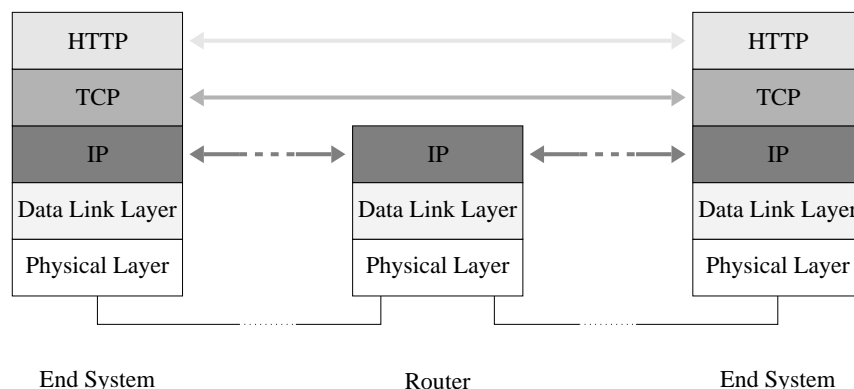 HTTP HTTP
TCP TCP
IP IP IP
Data Link Layer Data Link Layer Data Link Layer
Physical Layer Physical Layer Physical Layer
End System Router End System